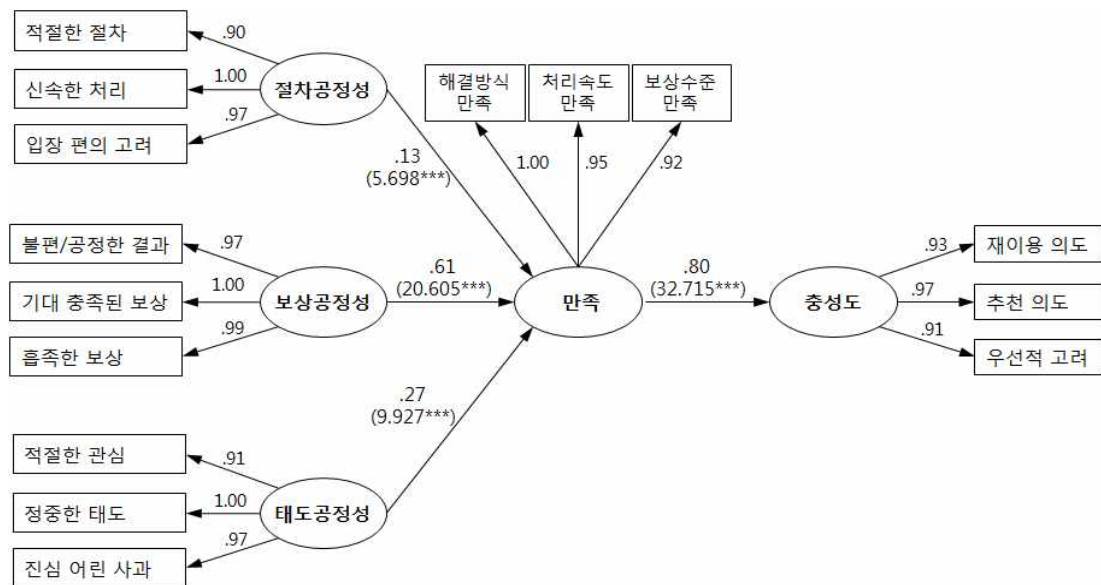 적절한 절차
.90
신속한 처리
1.00
입장 편의 고려
.97
절차공정성
해결방식
만족
처리속도
만족
보상수준
만족
1.00
.95
.92
.13
(5.698***)
불편/공정한 결과
.97
기대 충족된 보상
1.00
흡족한 보상
.99
보상공정성
.61
(20.605***)
만족
.80
(32.715***)
충성도
.93
재이용 의도
.97
추천 의도
.91
우선적 고려
.27
(9.927***)
적절한 관심
.91
정중한 태도
1.00
진심 어린 사과
.97
태도공정성